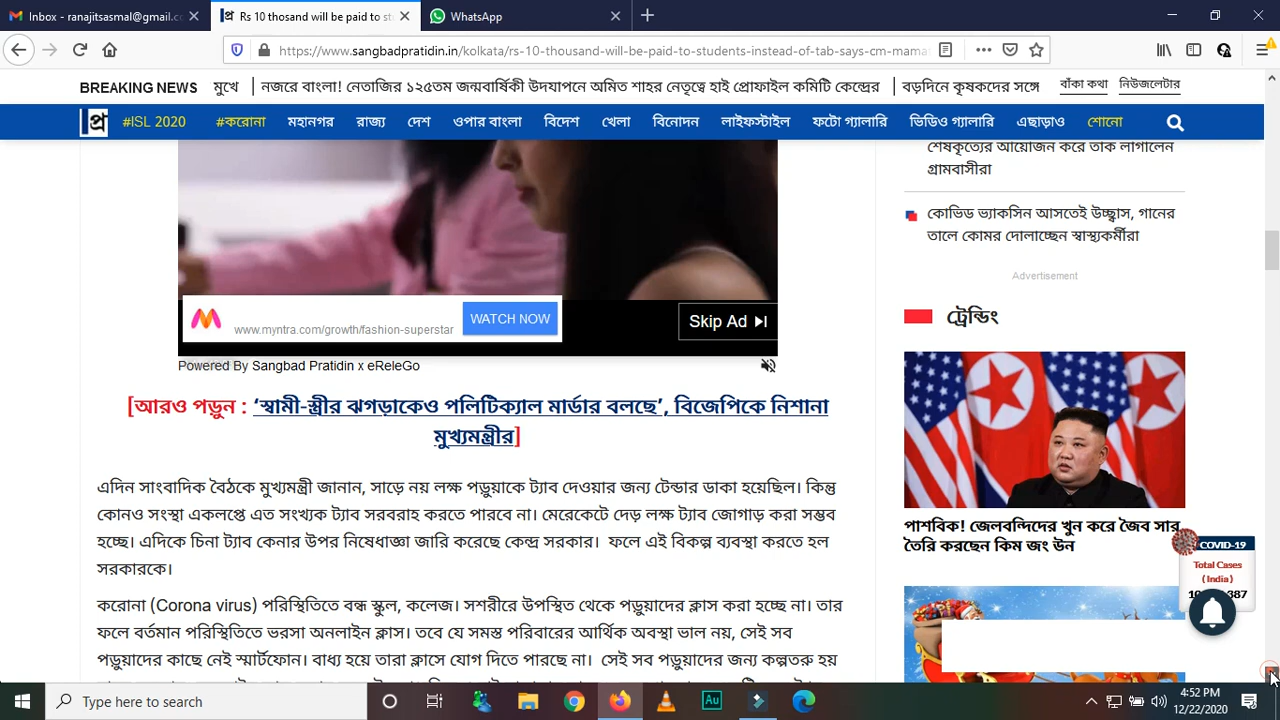 Inbox - ranajitsasmal@gmail.c
Rs 10 thosand will be paid to st
WhatsApp
https://www.sangbadpratidin.in/kolkata/rs-10-thousand-will-be-paid-to-students-instead-of-tab-says-cm-mama
BREAKING NEWS মুখে নজরে বাংলা! নেতাজির ১২৫তম জন্মবার্ষিকী উদযাপনে অমিত শাহর নেতৃত্বে হাই প্রোফাইল কমিটি কেন্দ্রের বড়দিনে কৃষকদের সঙ্গে বাঁকা কথা নিউজলেটার
প্র #ISL 2020 #করোনা মহানগর রাজ্য দেশ ওপার বাংলা বিদেশ খেলা বিনোদন লাইফস্টাইল ফটো গ্যালারি ভিডিও গ্যালারি এছাড়াও শোনো
শেষকৃত্যের আয়োজন করে তাক লাগালেন
গ্রামবাসীরা
কোভিড ভ্যাকসিন আসতেই উচ্ছ্বাস, গানের
তালে কোমর দোলাচ্ছেন স্বাস্থ্যকর্মীরা
Advertisement
ট্রেন্ডিং
www.myntra.com/growth/fashion-superstar
WATCH NOW
Skip Ad
Powered By Sangbad Pratidin x eReleGo
[আরও পড়ুন : ‘স্বামী-স্ত্রীর ঝগড়াকেও পলিটিক্যাল মার্ডার বলছে’, বিজেপিকে নিশানা
মুখ্যমন্ত্রীর]
এদিন সাংবাদিক বৈঠকে মুখ্যমন্ত্রী জানান, সাড়ে নয় লক্ষ পড়ুয়াকে ট্যাব দেওয়ার জন্য টেন্ডার ডাকা হয়েছিল। কিন্তু
কোনও সংস্থা একলপ্তে এত সংখ্যক ট্যাব সরবরাহ করতে পারবে না। মেরেকেটে দেড় লক্ষ ট্যাব জোগাড় করা সম্ভব
হচ্ছে। এদিকে চিনা ট্যাব কেনার উপর নিষেধাজ্ঞা জারি করেছে কেন্দ্র সরকার। ফলে এই বিকল্প ব্যবস্থা করতে হল
সরকারকে।
করোনা (Corona virus) পরিস্থিতিতে বন্ধ স্কুল, কলেজ। সশরীরে উপস্থিত থেকে পড়ুয়াদের ক্লাস করা হচ্ছে না। তার
ফলে বর্তমান পরিস্থিতিতে ভরসা অনলাইন ক্লাস। তবে যে সমস্ত পরিবারের আর্থিক অবস্থা ভাল নয়, সেই সব
পড়ুয়াদের কাছে নেই স্মার্টফোন। বাধ্য হয়ে তারা ক্লাসে যোগ দিতে পারছে না। সেই সব পড়ুয়াদের জন্য কল্পতরু হয়
পাশবিক! জেলবন্দিদের খুন করে জৈব সার
তৈরি করছেন কিম জং উন
COVID-19
Total Cases
(India)
Type here to search
Au
4:52 PM
12/22/2020